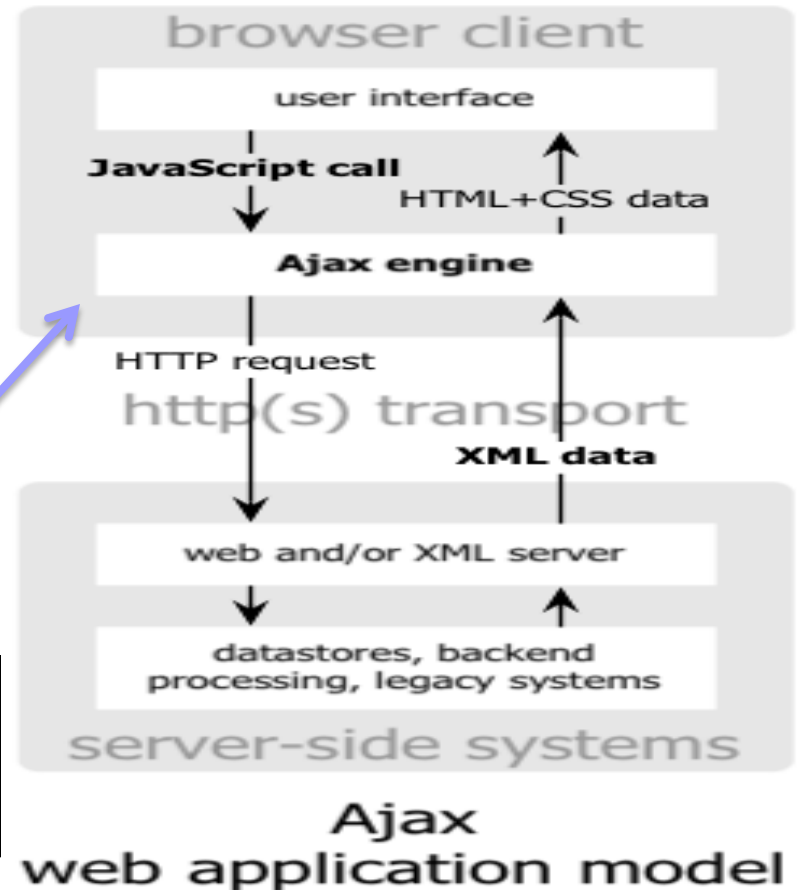 browser client
user interface
JavaScript call
HTML+CSS data
Ajax engine
HTTP request
http(s) transport
XML data
web and/or XML server
datastores, backend
processing, legacy systems
server-side systems
Ajax
web application model